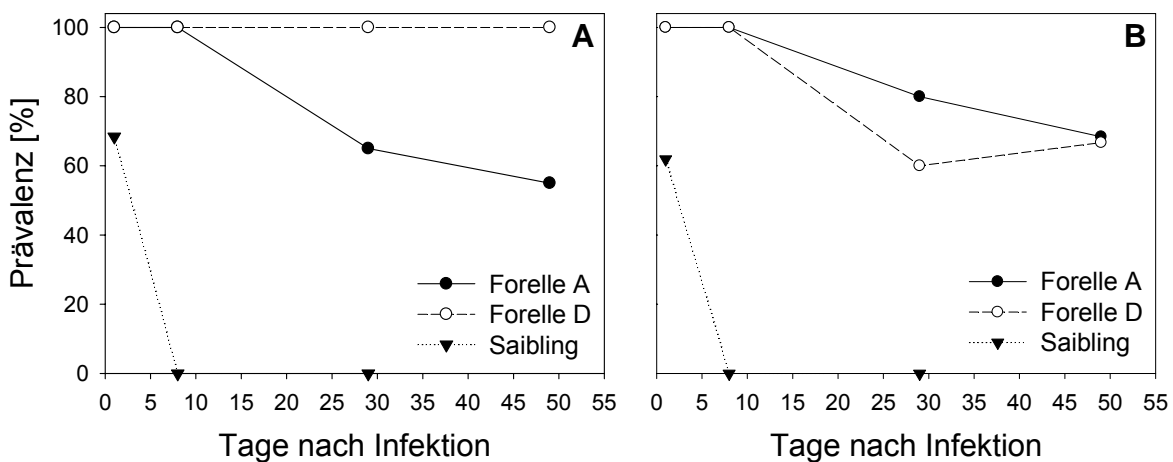 Prävalenz [%]
100
80
60
40
20
0
A
Forelle A
Forelle D
Saibling
0 5 10 15 20 25 30 35 40 45 50 55
Tage nach Infektion
B
Forelle A
Forelle D
Saibling
0 5 10 15 20 25 30 35 40 45 50 55
Tage nach Infektion